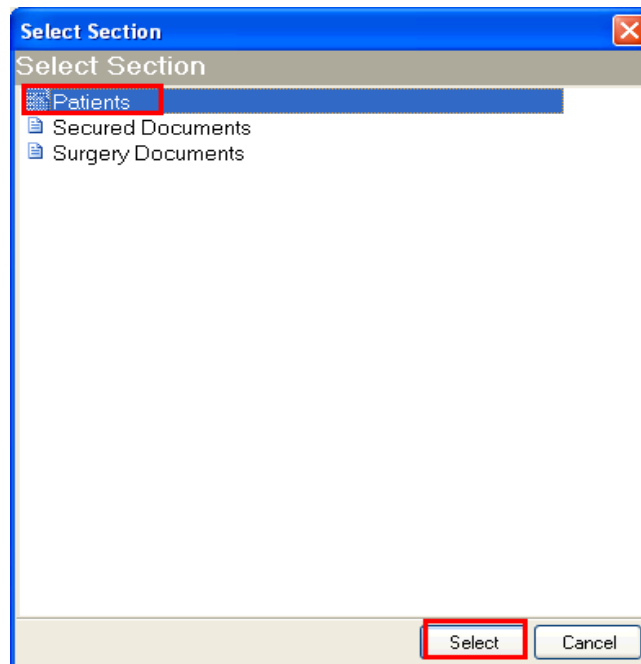 Select Section
Select Section
Patients
Secured Documents
Surgery Documents
Select Cancel